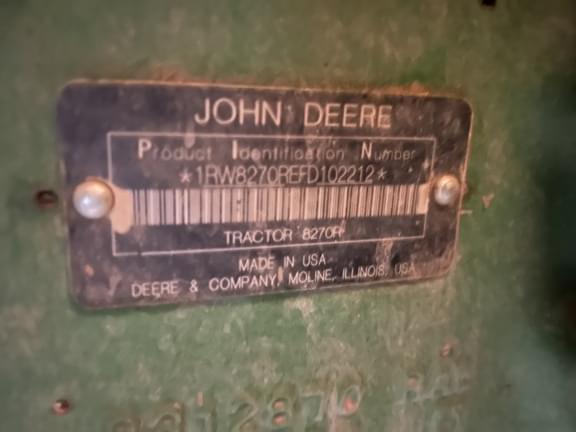 JOHN DEERE
Product Identification Number
*1RW8270REFD102212*
TRACTOR 8270R
MADE IN USA
DEERE & COMPANY, MOLINE, ILLINOIS, USA